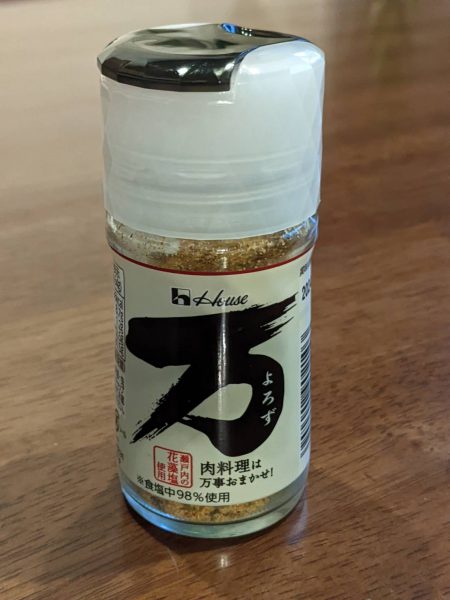 House
万
よろず
瀬戸内の
花藻塩
使用
肉料理は
万事おまかせ!
※食塩中98%使用